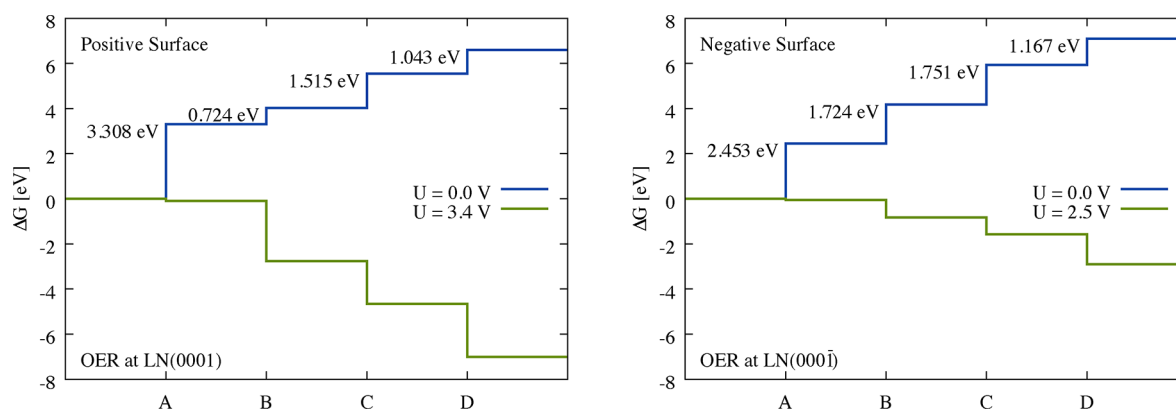 8
6
4
2
0
-2
-4
-6
-8
ΔG [eV]
Positive Surface
3.308 eV
0.724 eV
1.515 eV
1.043 eV
U = 0.0 V
U = 3.4 V
OER at LN(0001)
A B C D
8
6
4
2
0
-2
-4
-6
-8
ΔG [eV]
Negative Surface
2.453 eV
1.724 eV
1.751 eV
1.167 eV
U = 0.0 V
U = 2.5 V
OER at LN(0001̄)
A B C D